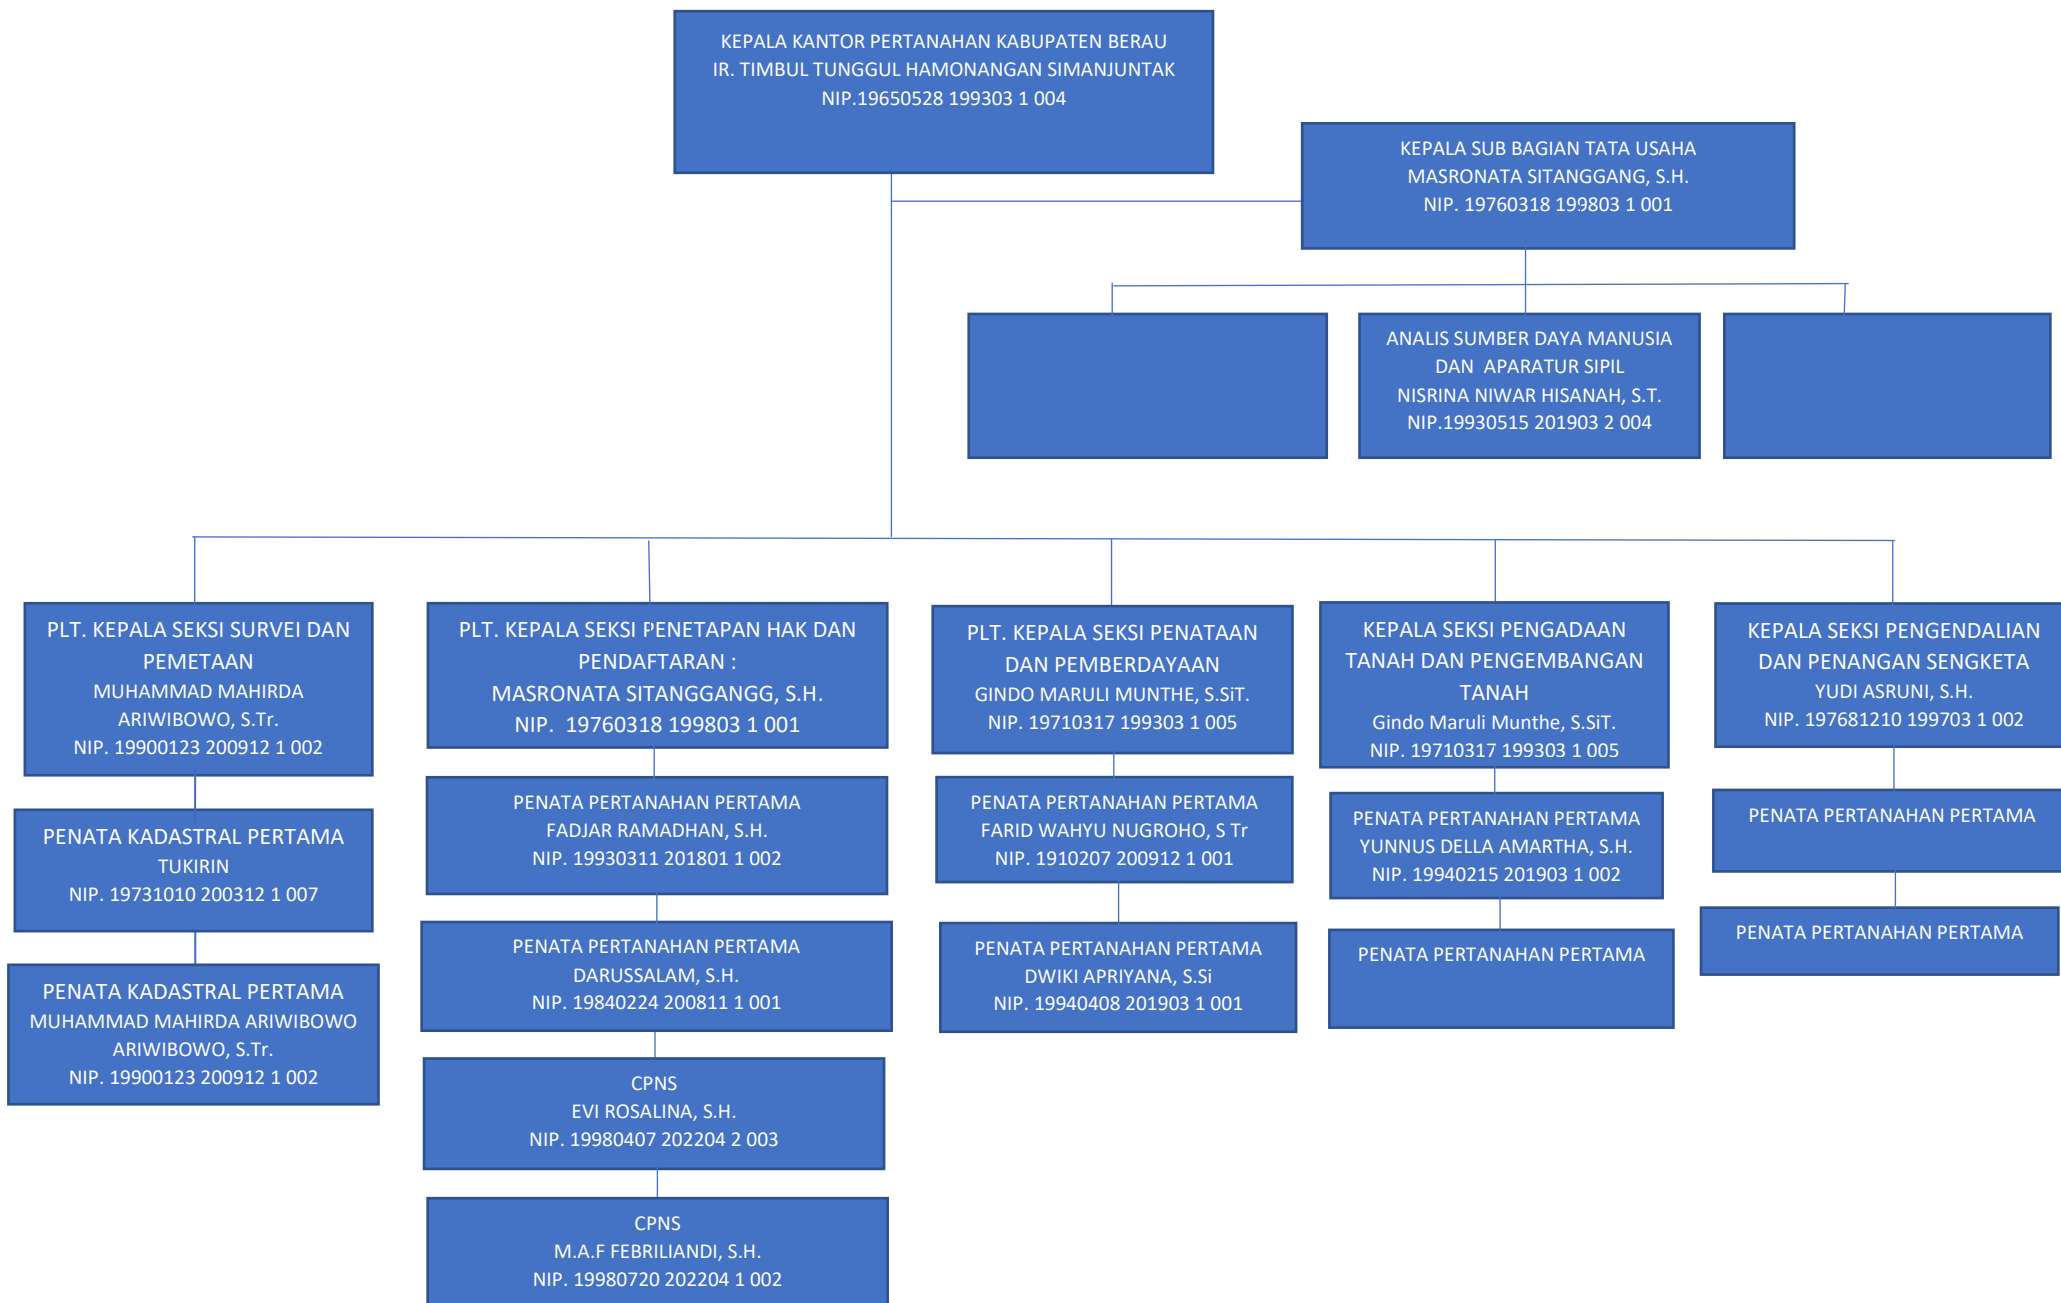 KEPALA KANTOR PERTANAHAN KABUPATEN BERAU
IR. TIMBUL TUNGGUL HAMONANGAN SIMANJUNTAK
NIP.19650528 199303 1 004
KEPALA SUB BAGIAN TATA USAHA
MASRONATA SITANGGANG, S.H.
NIP. 19760318 199803 1 001
ANALIS SUMBER DAYA MANUSIA
DAN APARATUR SIPIL
NISRINA NIWAR HISANAH, S.T.
NIP.19930515 201903 2 004
PLT. KEPALA SEKSI SURVEI DAN
PEMETAAN
MUHAMMAD MAHIRDA
ARIWIBOWO, S.Tr.
NIP. 19900123 200912 1 002
PENATA KADASTRAL PERTAMA
TUKIRIN
NIP. 19731010 200312 1 007
PENATA KADASTRAL PERTAMA
MUHAMMAD MAHIRDA ARIWIBOWO
ARIWIBOWO, S.Tr.
NIP. 19900123 200912 1 002
PLT. KEPALA SEKSI PENETAPAN HAK DAN
PENDAFTARAN :
MASRONATA SITANGGANGG, S.H.
NIP. 19760318 199803 1 001
PENATA PERTANAHAN PERTAMA
FADJAR RAMADHAN, S.H.
NIP. 19930311 201801 1 002
PENATA PERTANAHAN PERTAMA
DARUSSALAM, S.H.
NIP. 19840224 200811 1 001
CPNS
EVI ROSALINA, S.H.
NIP. 19980407 202204 2 003
CPNS
M.A.F FEBRILIANDI, S.H.
NIP. 19980720 202204 1 002
PLT. KEPALA SEKSI PENATAAN
DAN PEMBERDAYAAN
GINDO MARULI MUNTHE, S.SiT.
NIP. 19710317 199303 1 005
PENATA PERTANAHAN PERTAMA
FARID WAHYU NUGROHO, S Tr
NIP. 1910207 200912 1 001
PENATA PERTANAHAN PERTAMA
DWIKI APRIYANA, S.Si
NIP. 19940408 201903 1 001
KEPALA SEKSI PENGADAAN
TANAH DAN PENGEMBANGAN
TANAH
Gindo Maruli Munthe, S.SiT.
NIP. 19710317 199303 1 005
PENATA PERTANAHAN PERTAMA
YUNNUS DELLA AMARTHA, S.H.
NIP. 19940215 201903 1 002
PENATA PERTANAHAN PERTAMA
KEPALA SEKSI PENGENDALIAN
DAN PENANGAN SENGKETA
YUDI ASRUNI, S.H.
NIP. 197681210 199703 1 002
PENATA PERTANAHAN PERTAMA
PENATA PERTANAHAN PERTAMA